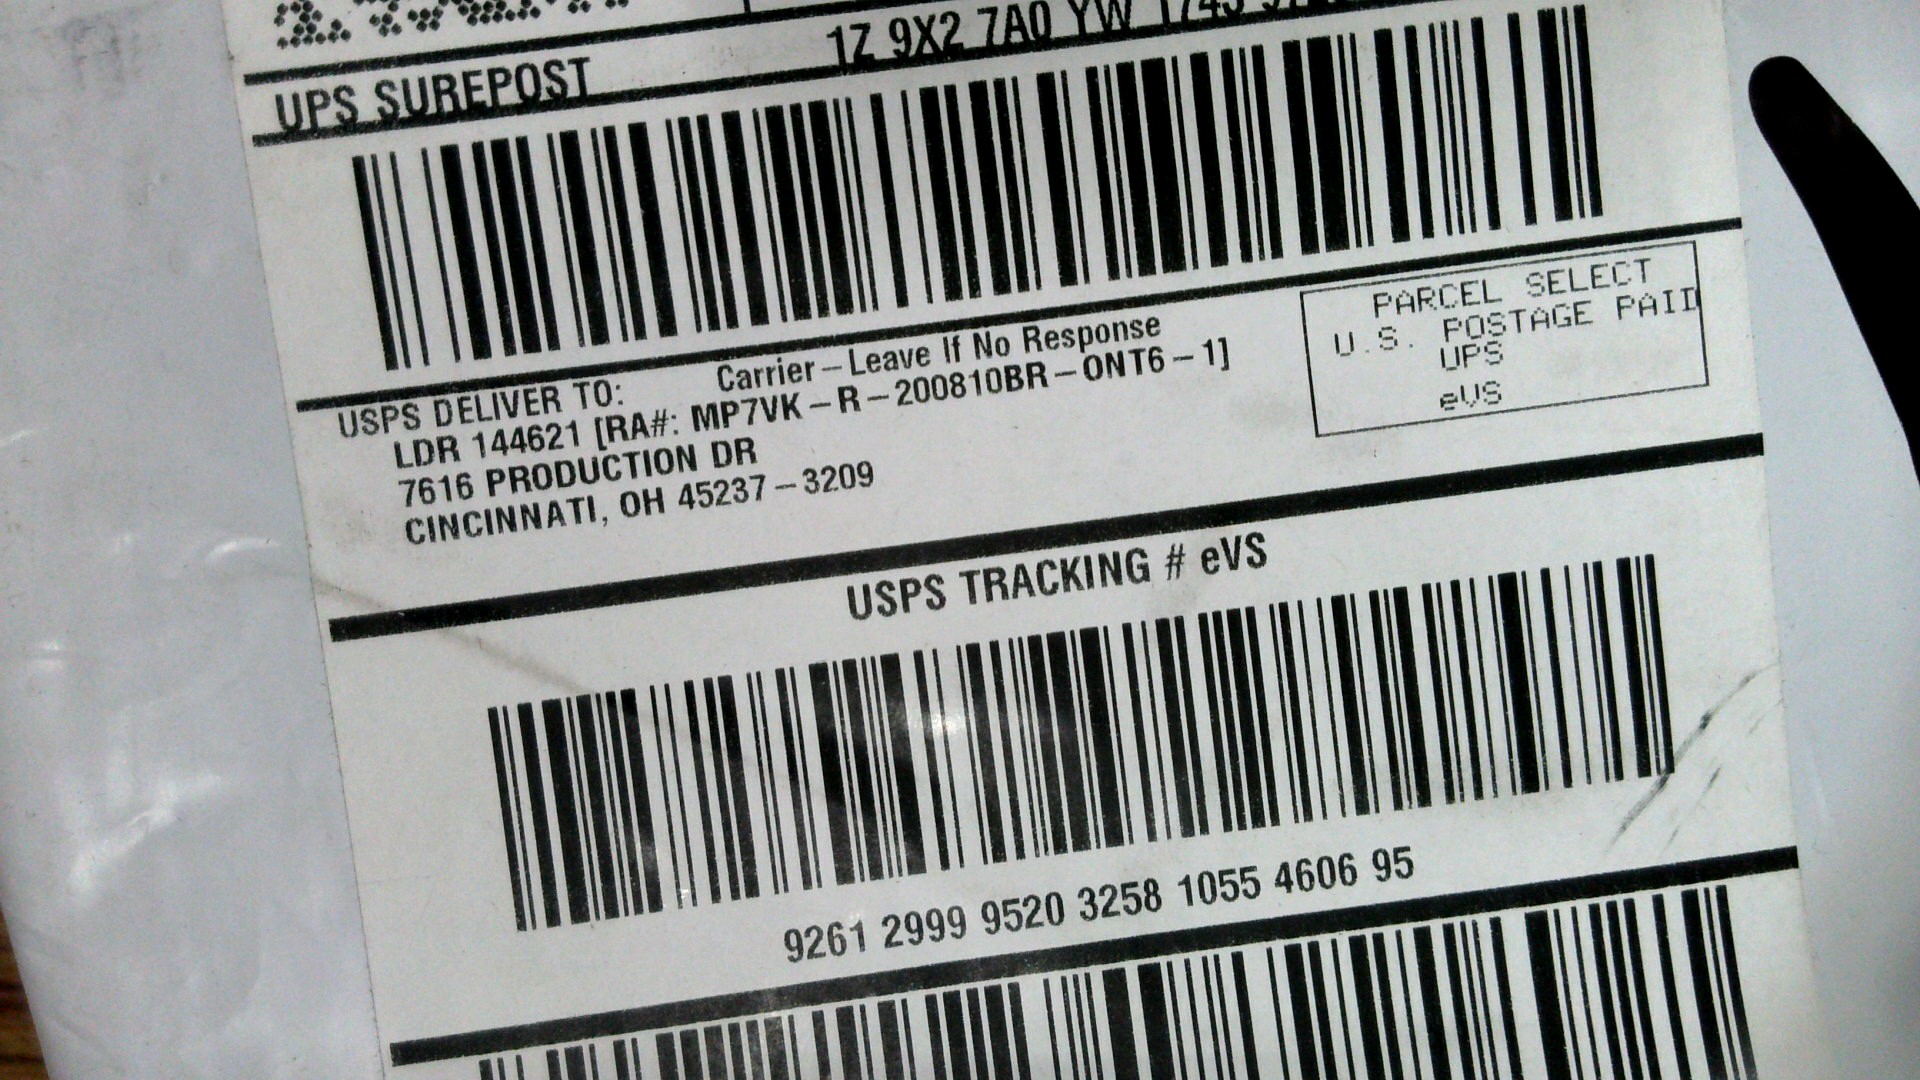 1Z 9X2 7A0 YW 1743
UPS SUREPOST
Carrier – Leave If No Response
USPS DELIVER TO:
LDR 144621 [RA#: MP7VK – R – 200810BR – ONT6 – 1]
7616 PRODUCTION DR
CINCINNATI, OH 45237 – 3209
PARCEL SELECT
U.S. POSTAGE PAID
UPS
eVS
USPS TRACKING # eVS
9261 2999 9520 3258 1055 4606 95